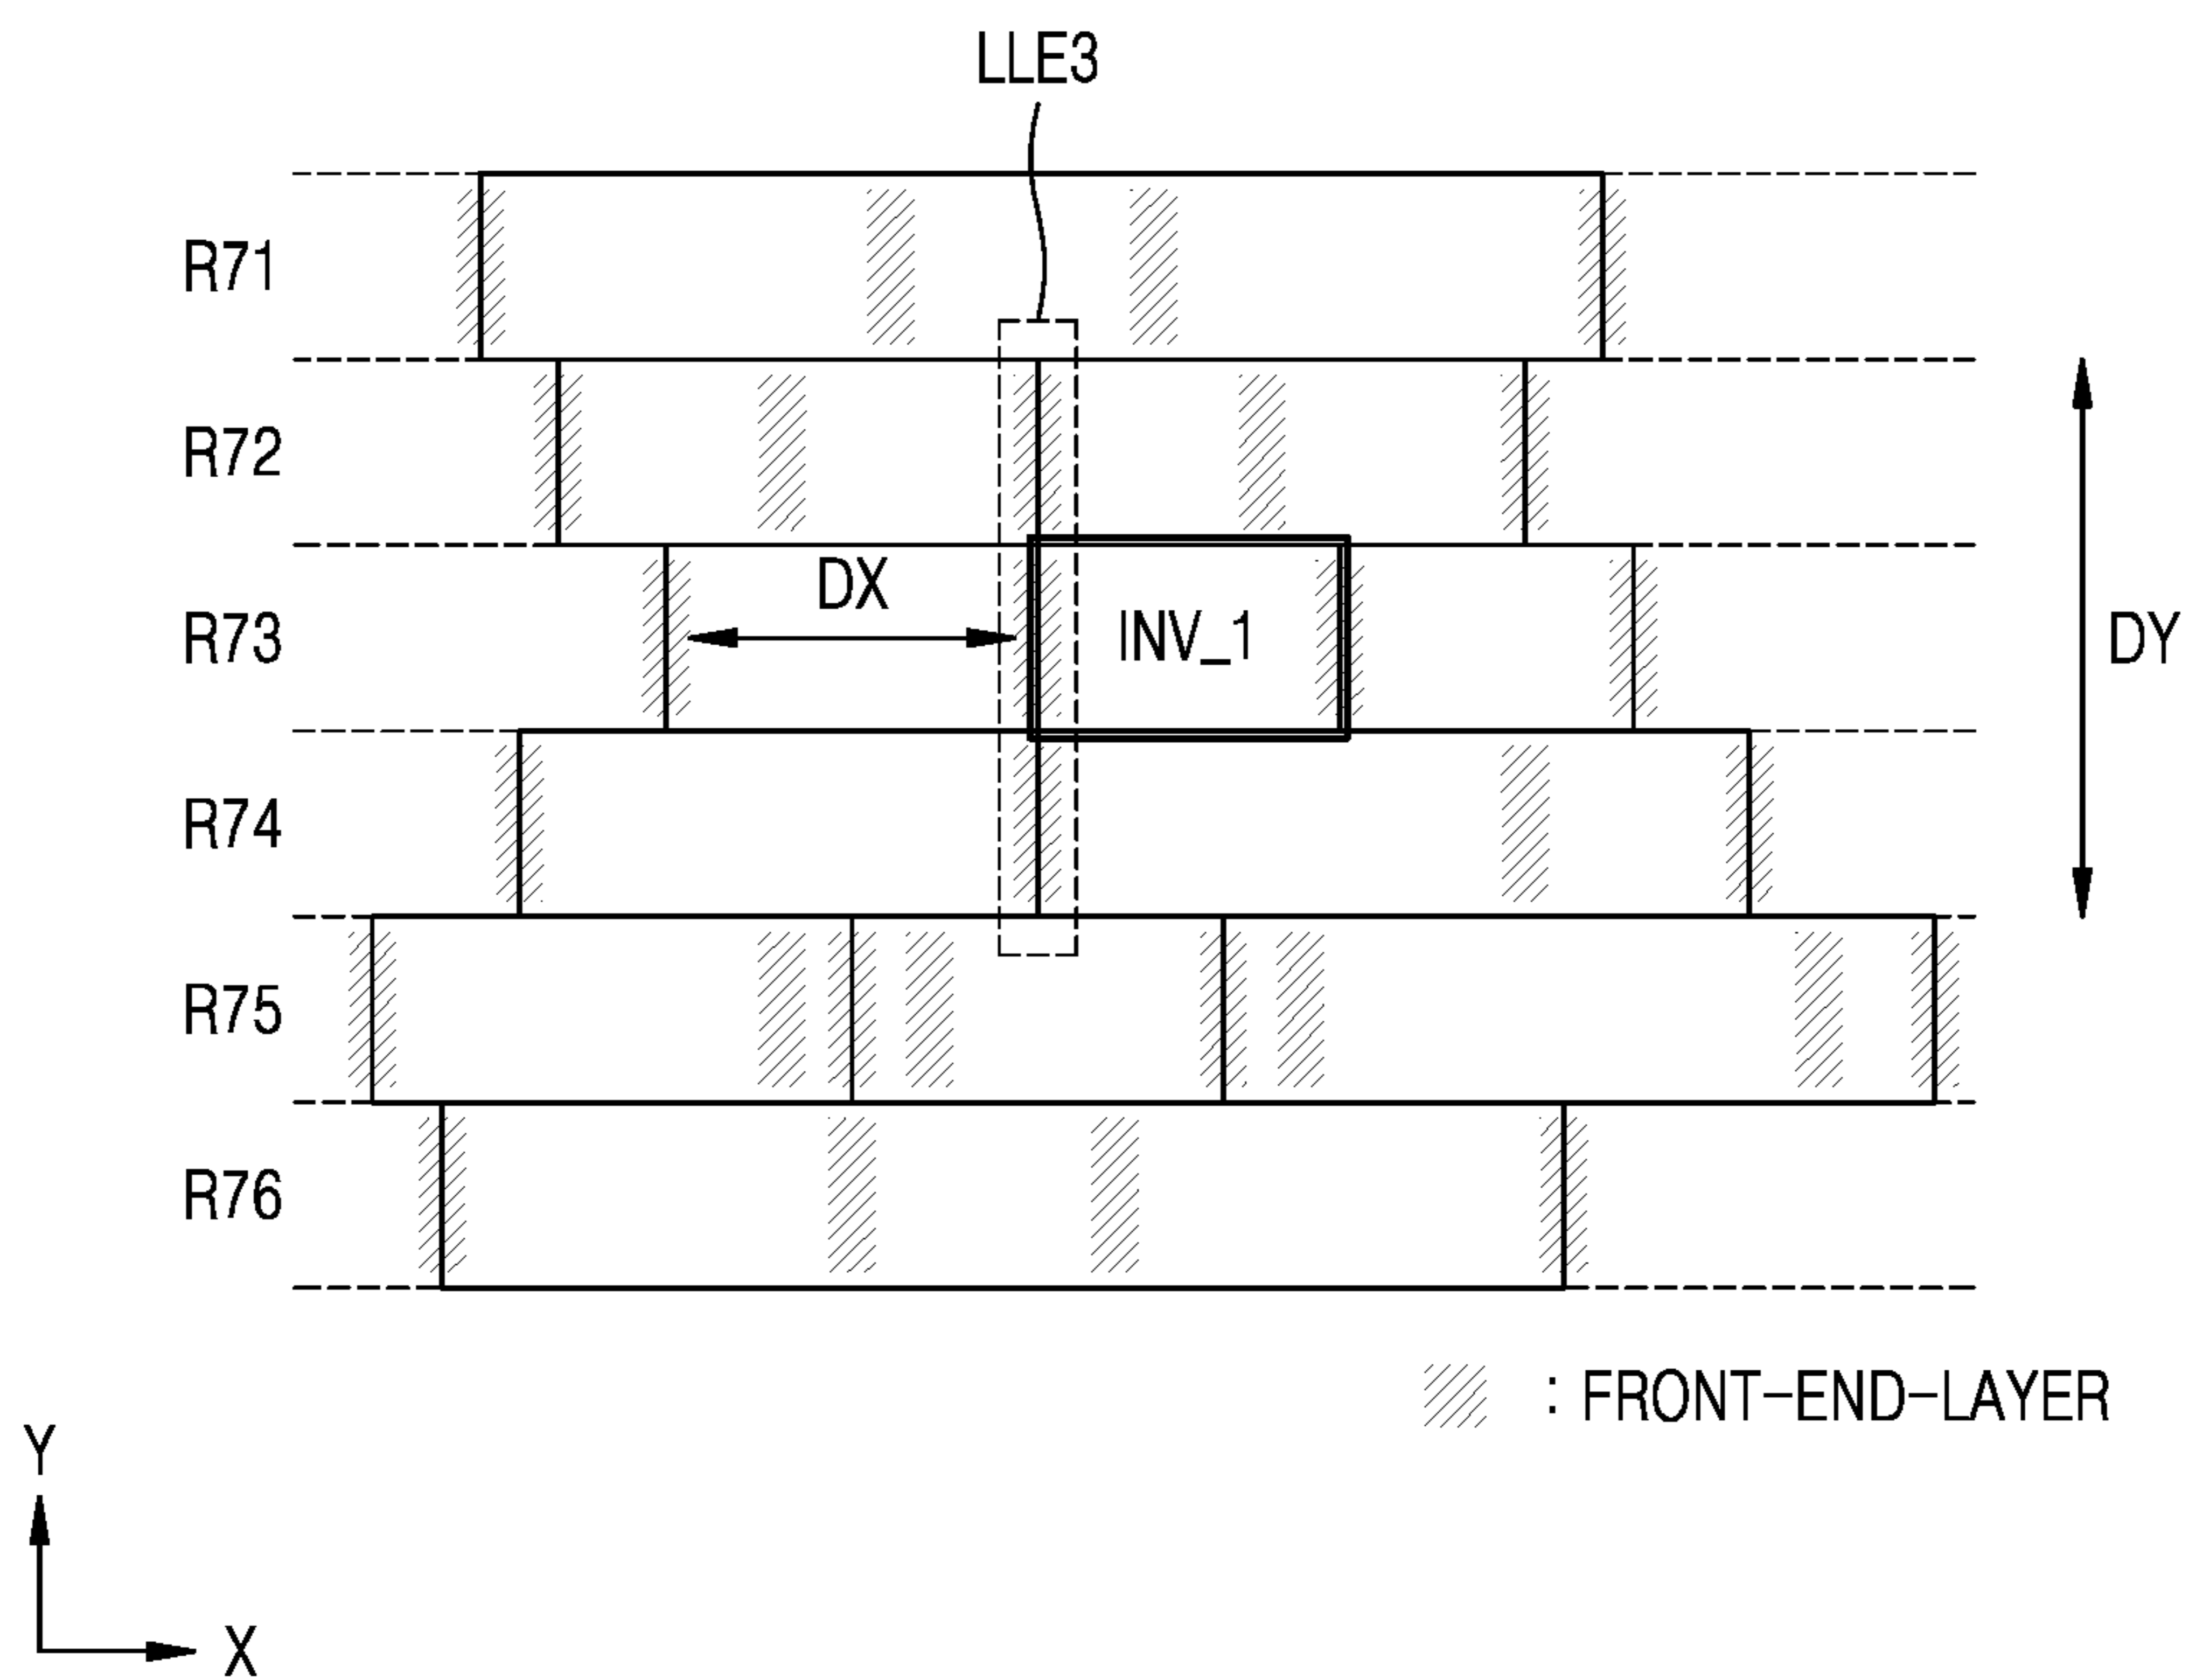 LLE3
R71
R72
R73
DX
INV_1
DY
R74
R75
R76
: FRONT-END-LAYER
Y
X